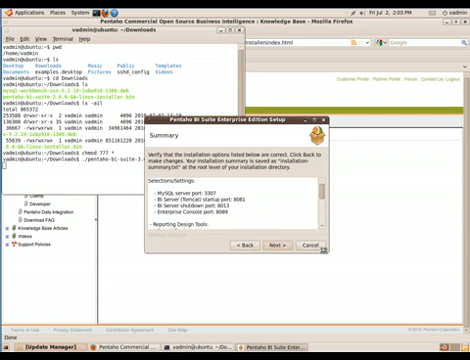 Applications Places System
Fri Jul 2, 2:03 PM
vadmin
Pentaho Commercial Open Source Business Intelligence : Knowledge Base - Mozilla Firefox
vadmin@ubuntu: ~/Downloads
File Edit View Terminal Help
vadmin@ubuntu:~$ pwd
/home/vadmin
vadmin@ubuntu:~$ ls
Desktop Downloads Music Public Templates
Documents examples.desktop Pictures sshd_config Videos
vadmin@ubuntu:~$ cd Downloads
vadmin@ubuntu:~/Downloads$ ls
vadmin@ubuntu:~/Downloads$ ls -ail
total 865372
vadmin@ubuntu:~/Downloads$ chmod 777 *
vadmin@ubuntu:~/Downloads$ ./pentaho-bi-suite-3.
installersindex.html
Google
Customer Portal Partner Portal Forum Contact Us Logout
Pentaho BI Suite Enterprise Edition Setup
Summary
Verify that the installation options listed below are correct. Click Back to
make changes. Your installation summary is saved as "installation-
summary.txt" at the root level of your installation directory.
Selections/Settings:
- MySQL server port: 3307
- BI Server (Tomcat) startup port: 8081
- BI Server shutdown port: 8013
- Enterprise Console port: 8089
- Reporting Design Tools:
< Back Next > Cancel
Developer
Pentaho Data Integration
Download FAQ
Knowledge Base Articles
Videos
Support Policies
Terms of Use Privacy Statement Contribution Agreement Site Map
Done
[Update Manager] Pentaho Commercial ... vadmin@ubuntu: ~/Do... Pentaho BI Suite Enter...